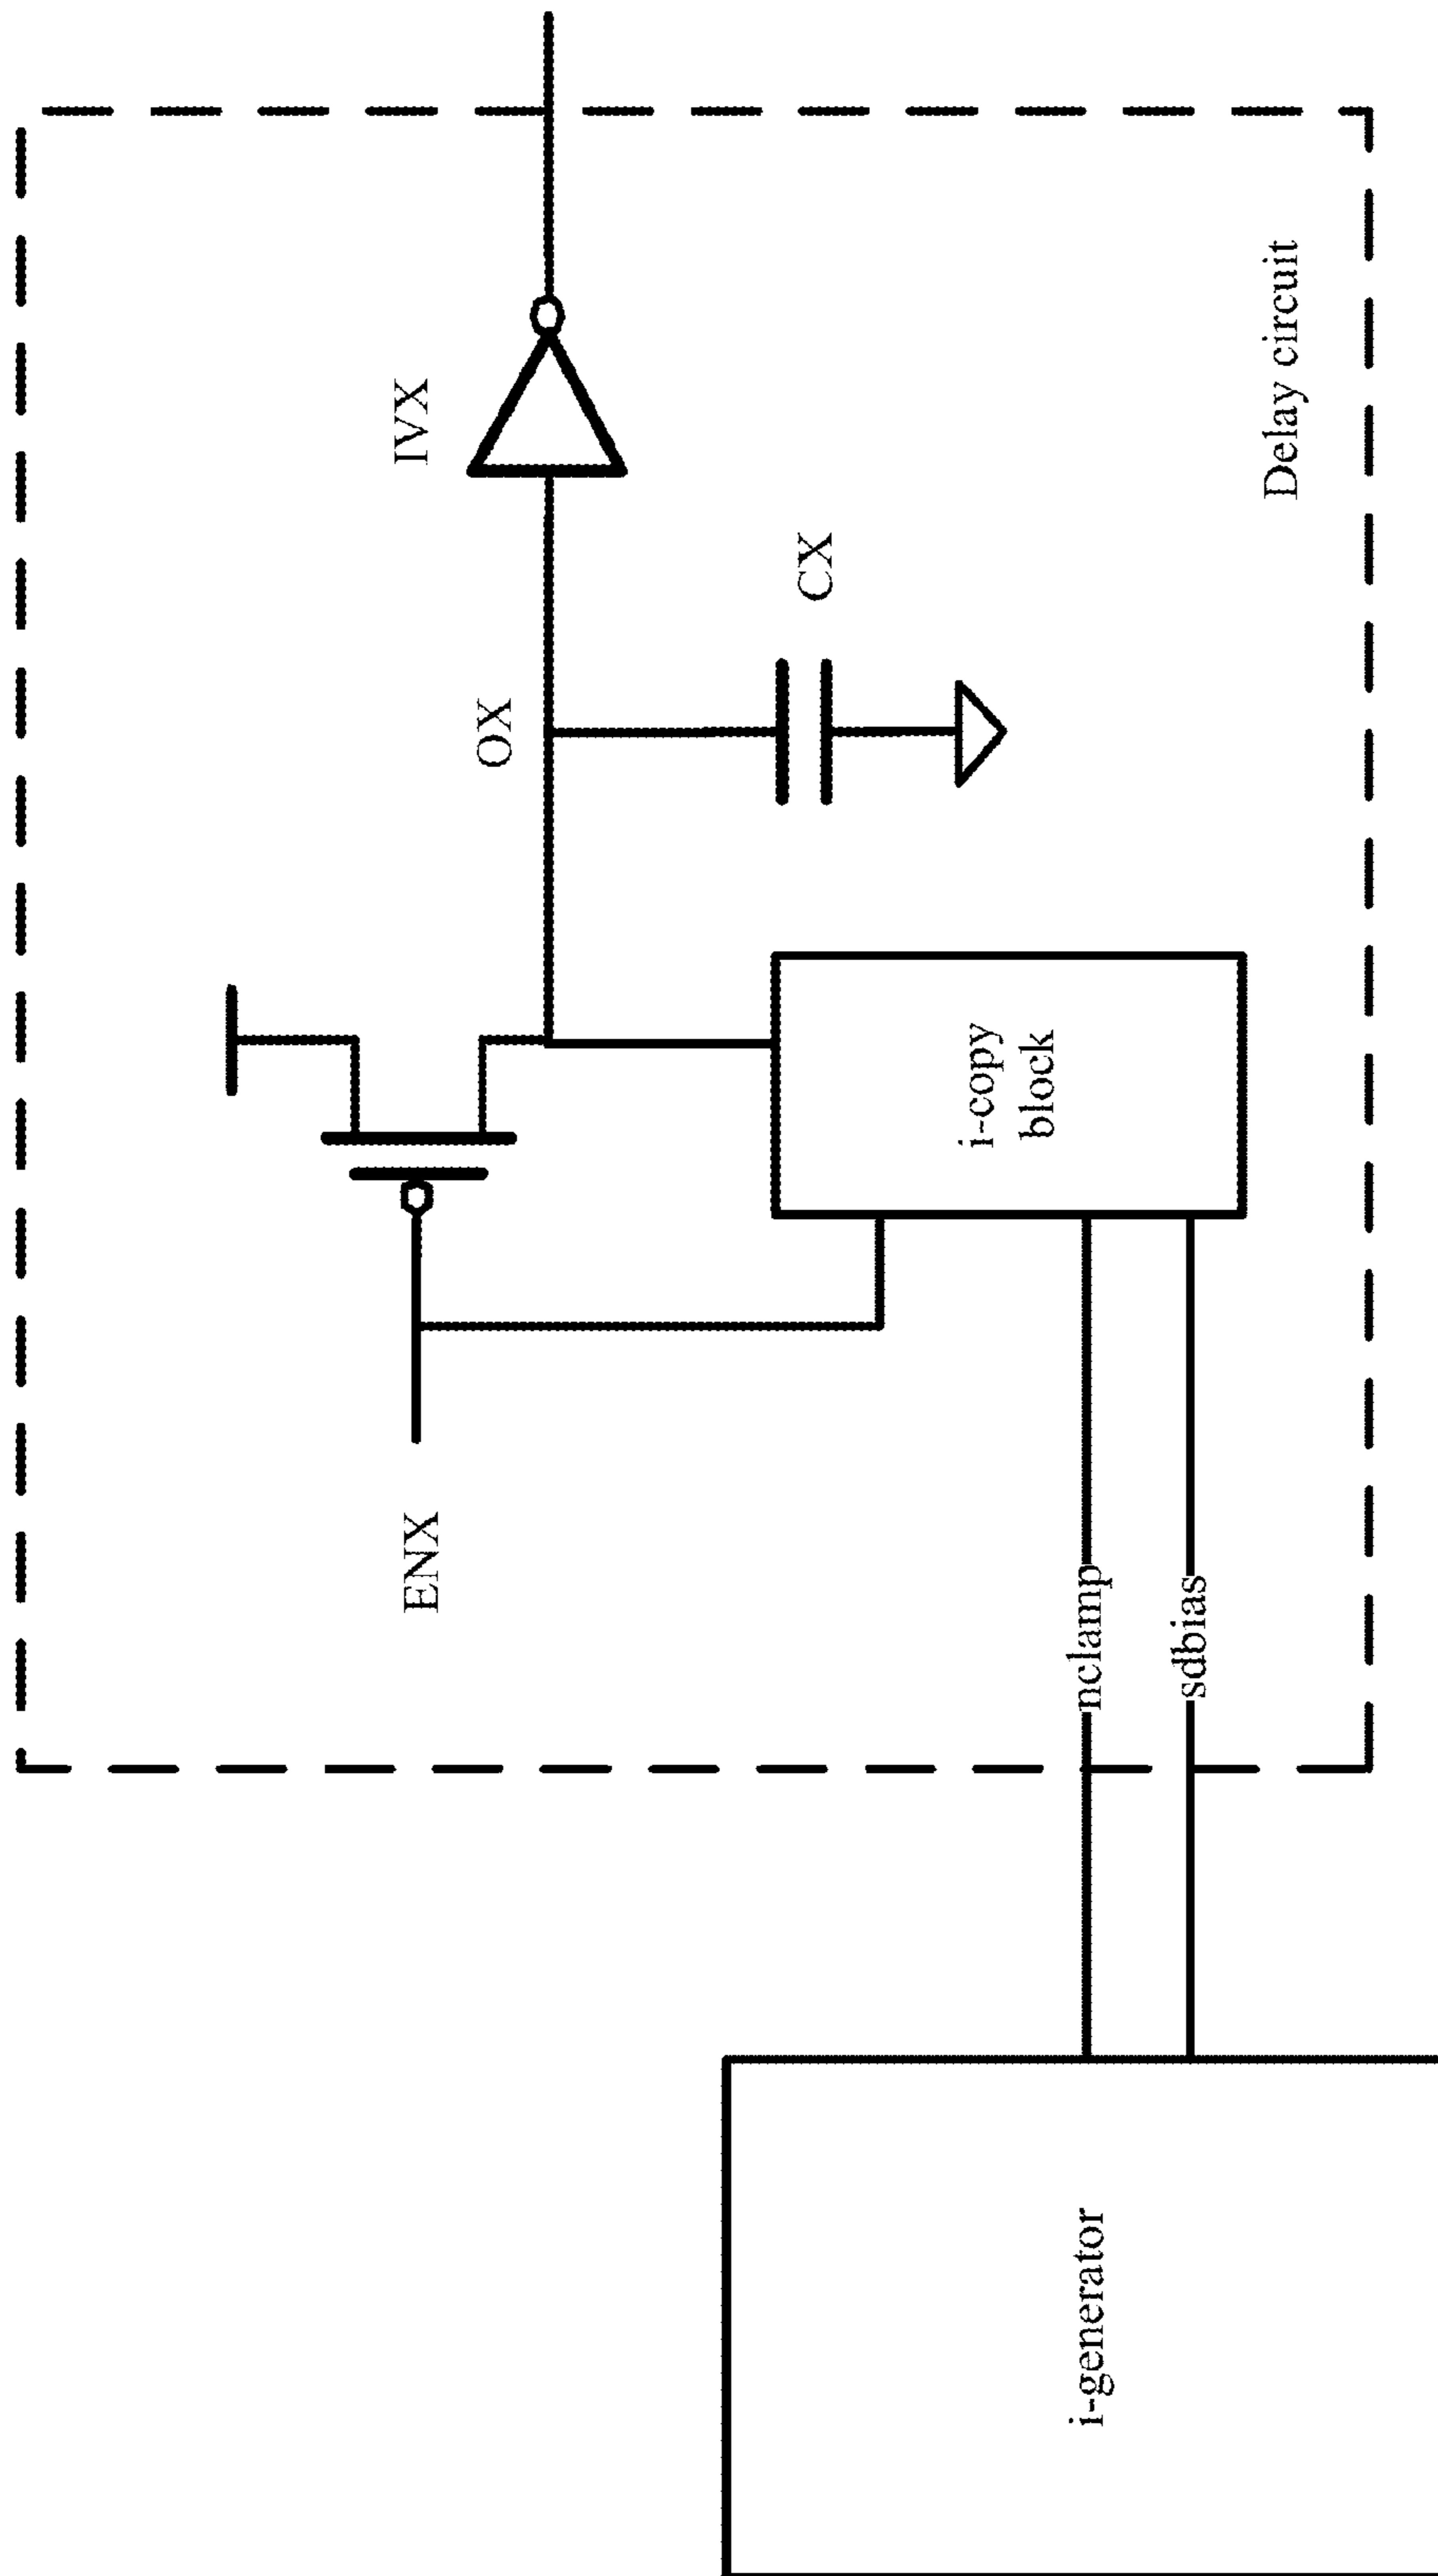 i-generator
nclamp
sdbias
ENX
i-copy
block
OX
CX
IVX
Delay circuit